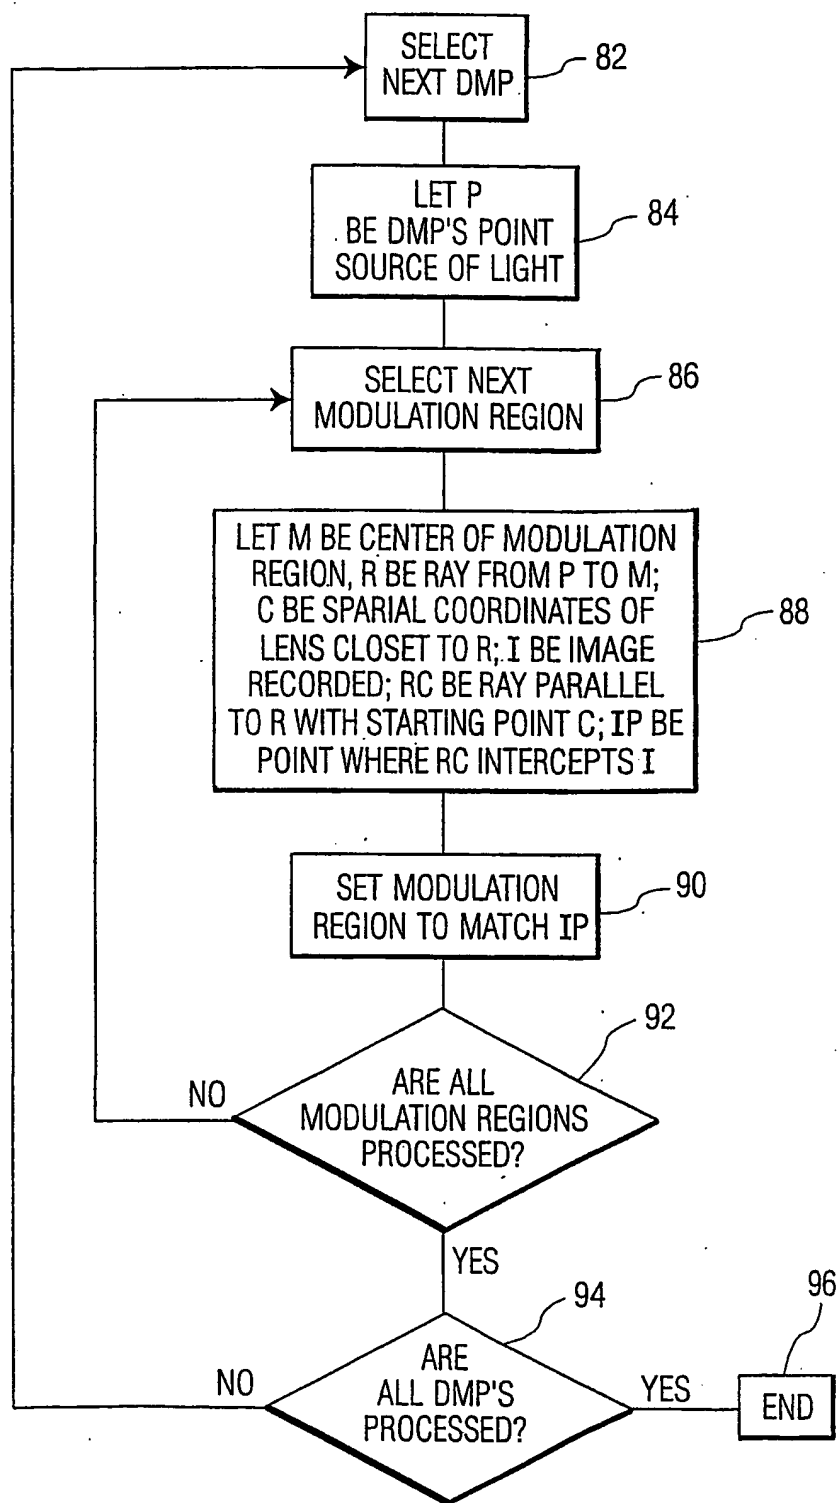 SELECT
NEXT DMP
82
LET P
BE DMP'S POINT
SOURCE OF LIGHT
84
SELECT NEXT
MODULATION REGION
86
LET M BE CENTER OF MODULATION
REGION, R BE RAY FROM P TO M;
C BE SPARIAL COORDINATES OF
LENS CLOSET TO R; I BE IMAGE
RECORDED; RC BE RAY PARALLEL
TO R WITH STARTING POINT C; IP BE
POINT WHERE RC INTERCEPTS I
88
SET MODULATION
REGION TO MATCH IP
90
92
NO
ARE ALL
MODULATION REGIONS
PROCESSED?
YES
94
96
NO
ARE
ALL DMP'S
PROCESSED?
YES
END